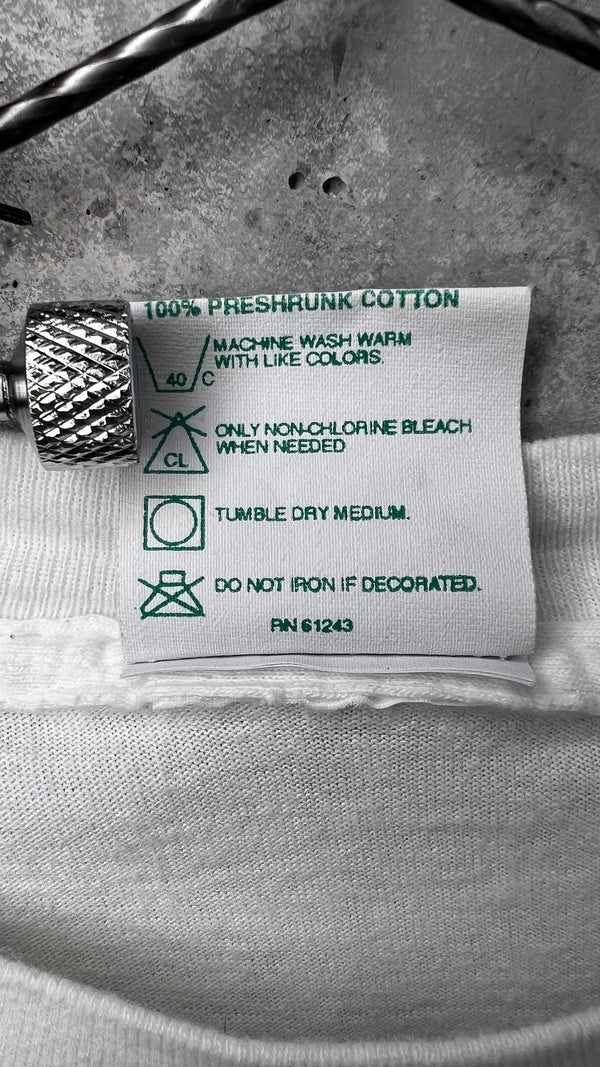 100% PRESHRUNK COTTON
MACHINE WASH WARM
WITH LIKE COLORS.
40 C
ONLY NON-CHLORINE BLEACH
WHEN NEEDED
CL
TUMBLE DRY MEDIUM.
DO NOT IRON IF DECORATED.
RN 61243